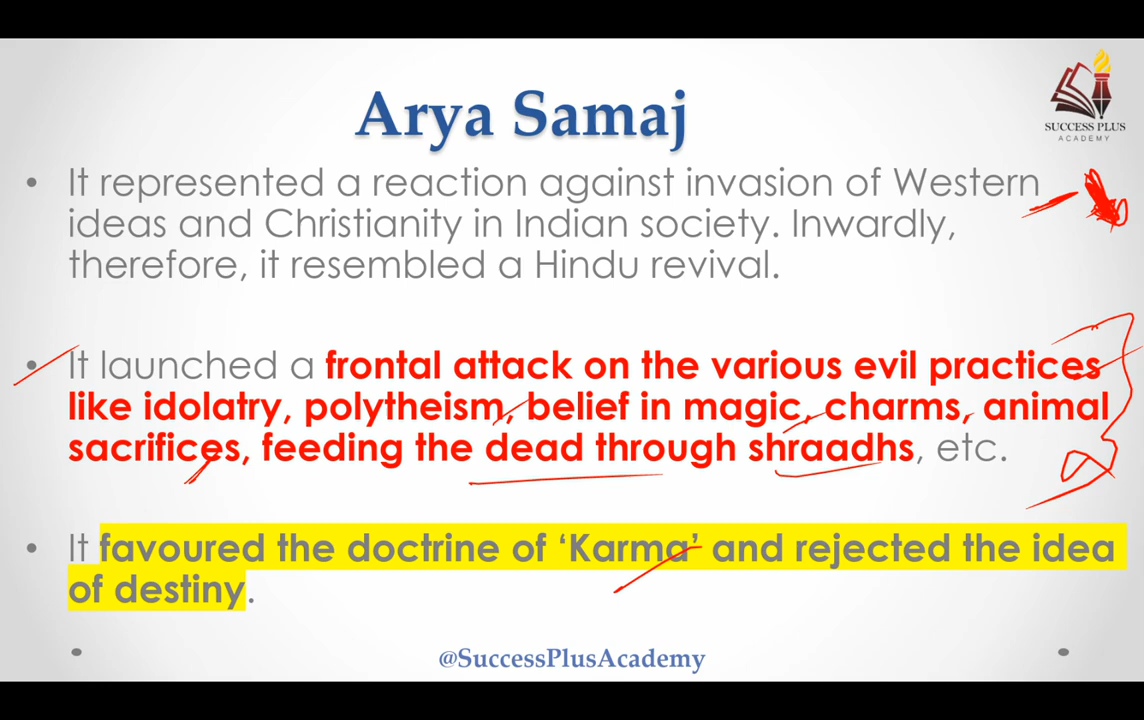 Arya Samaj
SUCCESS PLUS
ACADEMY
• It represented a reaction against invasion of Western
ideas and Christianity in Indian society. Inwardly,
therefore, it resembled a Hindu revival.
• It launched a frontal attack on the various evil practices
like idolatry, polytheism, belief in magic, charms, animal
sacrifices, feeding the dead through shraadhs, etc.
• It favoured the doctrine of ‘Karma’ and rejected the idea
of destiny.
@SuccessPlusAcademy